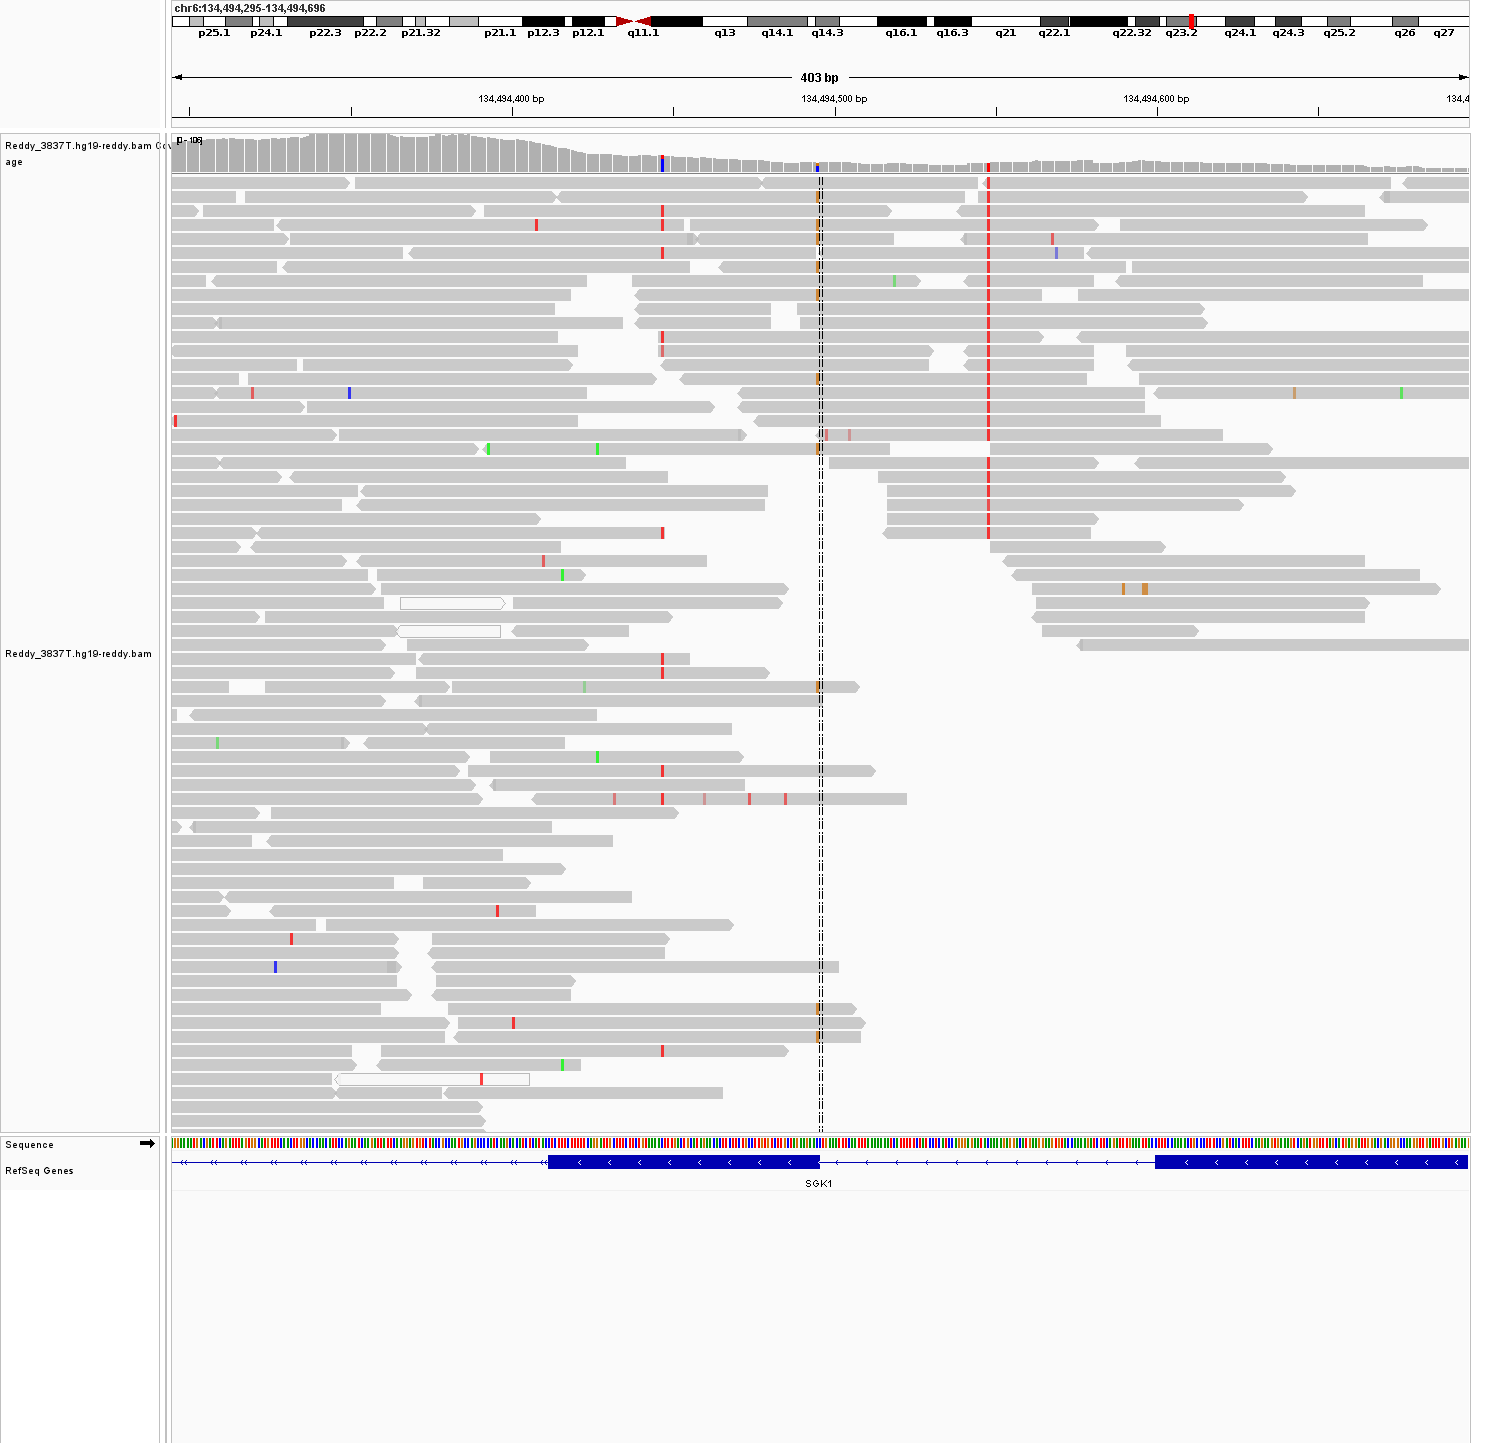 chr6:134,494,295-134,494,696
p25.1 p24.1 p22.3 p22.2 p21.32 p21.1 p12.3 p12.1 q11.1 q13 q14.1 q14.3 q16.1 q16.3 q21 q22.1 q22.32 q23.2 q24.1 q24.3 q25.2 q26 q27
403 bp
134,494,400 bp 134,494,500 bp 134,494,600 bp 134,4
Reddy_3837T.hg19-reddy.bam Cov
age
[0 - 106]
Reddy_3837T.hg19-reddy.bam
Sequence
RefSeq Genes
SGK1